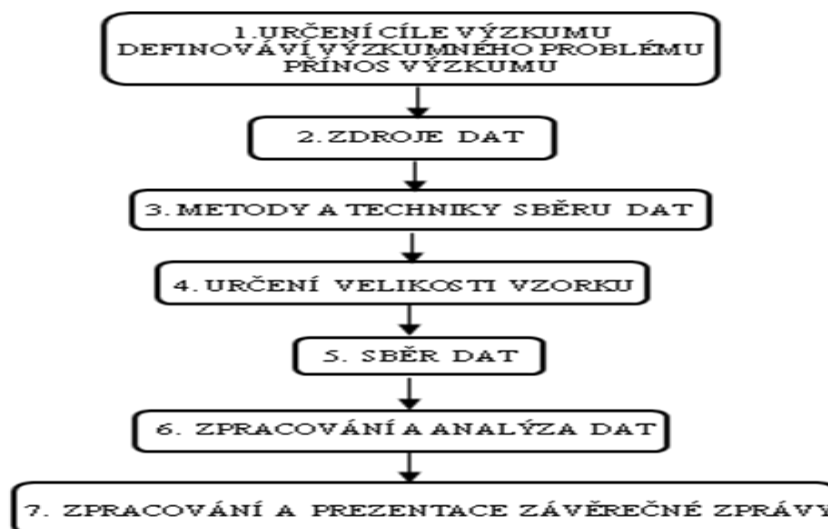 1.URČENÍ CÍLE VÝZKUMU
DEFINOVÁVÍ VÝZKUMNÉHO PROBLÉMU
PŘÍNOS VÝZKUMU
2. ZDROJE DAT
3. METODY A TECHNIKY SBĚRU DAT
4. URČENÍ VELIKOSTI VZORKU
5. SBĚR DAT
6. ZPRACOVÁNÍ A ANALÝZA DAT
7. ZPRACOVÁNÍ A PREZENTACE ZÁVĚREČNÉ ZPRÁVY